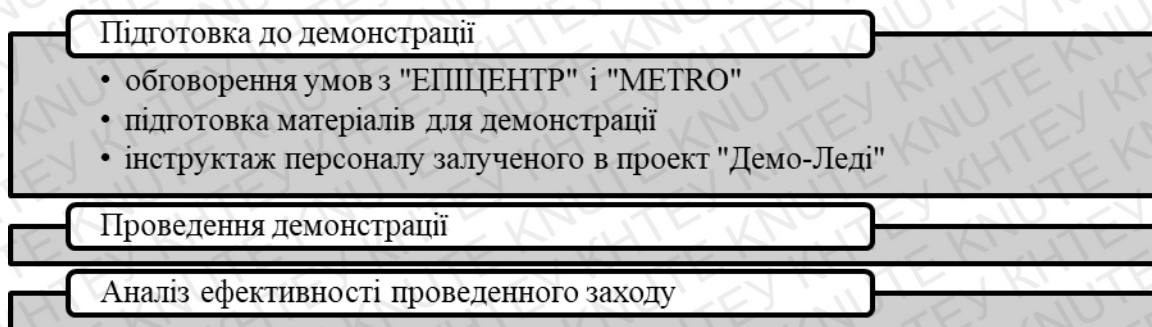 Підготовка до демонстрації
• обговорення умов з "ЕПІЦЕНТР" і "METRO"
• підготовка матеріалів для демонстрації
• інструктаж персоналу залученого в проект "Демо-Леді"
Проведення демонстрації
Аналіз ефективності проведенного заходу